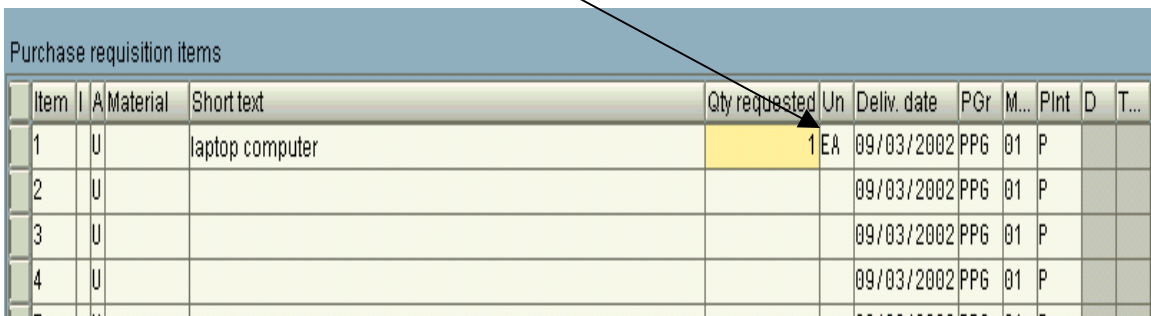 Purchase requisition items
Item I A Material Short text Qty requested Un Deliv. date PGr M... Plnt D T...
1 U laptop computer 1 EA 09/03/2002 PPG 01 P
2 U 09/03/2002 PPG 01 P
3 U 09/03/2002 PPG 01 P
4 U 09/03/2002 PPG 01 P